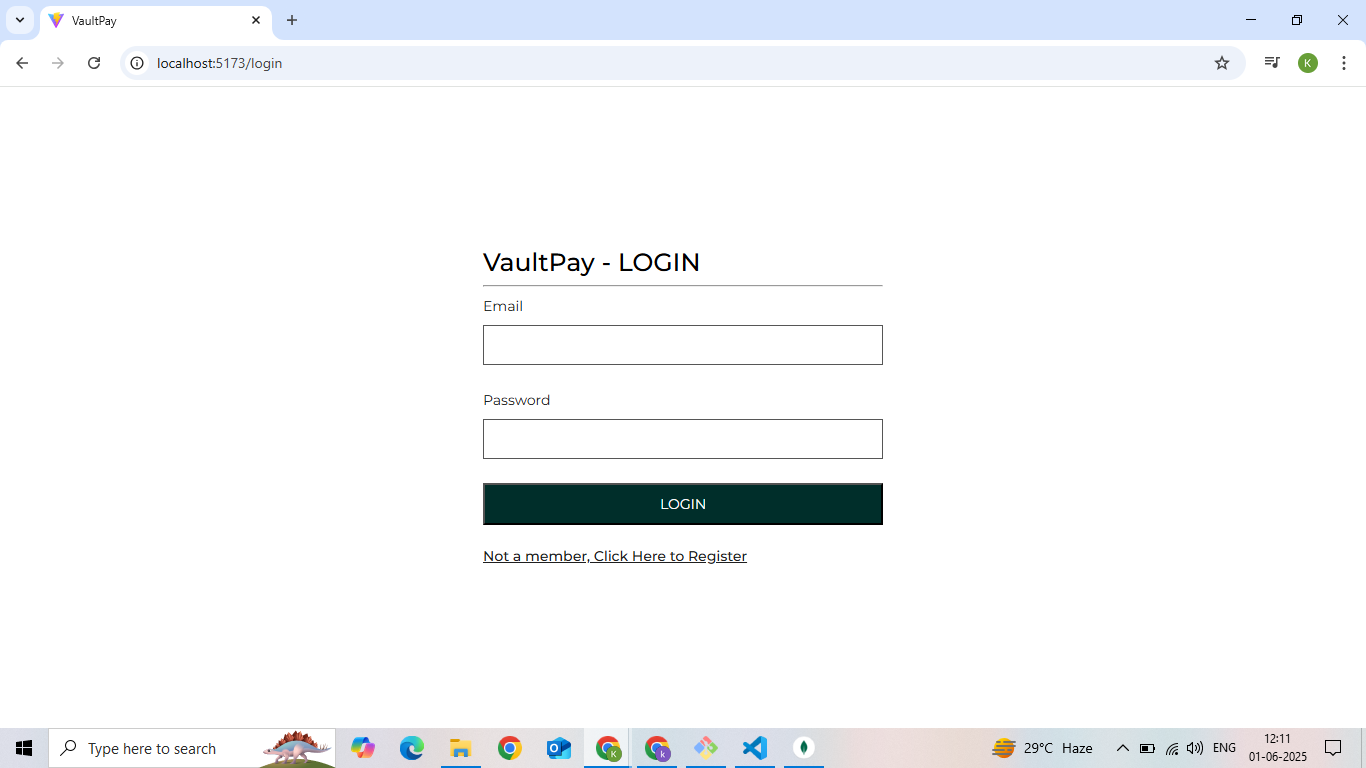 VaultPay
localhost:5173/login
K
VaultPay - LOGIN
Email
Password
LOGIN
Not a member, Click Here to Register
Type here to search
K
k
29°C Haze
ENG
12:11
01-06-2025